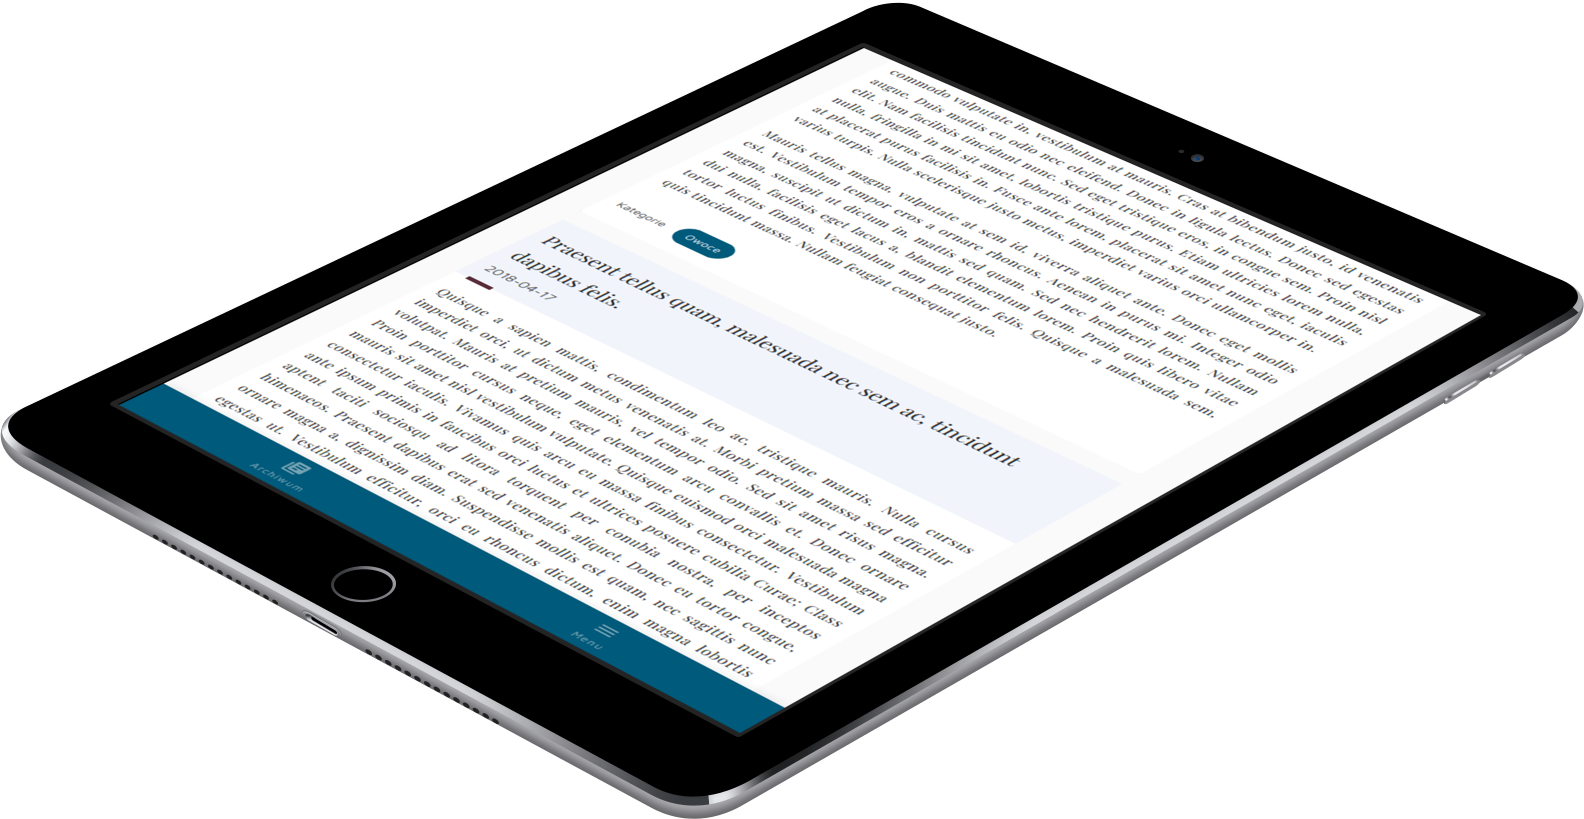 commodo vulputate in, vestibulum at mauris. Cras at bibendum justo, id venenatis
augue. Duis mattis eu odio nec eleifend. Donec in ligula lectus. Donec sed egestas
elit. Nam facilisis tincidunt nunc. Sed eget tristique eros, in congue sem. Proin nisl
nulla, fringilla in mi sit amet, lobortis tristique purus. Etiam ultricies lorem nulla,
at placerat purus facilisis in. Fusce ante lorem, placerat sit amet nunc eget, iaculis
varius turpis. Nulla scelerisque justo metus, imperdiet varius orci ullamcorper in.
Mauris tellus magna, vulputate at sem id, viverra aliquet ante. Donec eget mollis
est. Vestibulum tempor eros a ornare rhoncus. Aenean in purus mi. Integer odio
magna, suscipit ut dictum in, mattis sed quam. Sed nec hendrerit lorem. Nullam
dui nulla, facilisis eget lacus a, blandit elementum lorem. Proin quis libero vitae
tortor luctus finibus. Vestibulum non porttitor felis. Quisque a malesuada sem,
quis tincidunt massa. Nullam feugiat consequat justo.
Kategorie
Owoce
Praesent tellus quam, malesuada nec sem ac, tincidunt
dapibus felis.
2018-04-17
Quisque a sapien mattis, condimentum leo ac, tristique mauris. Nulla cursus
imperdiet orci, ut dictum metus venenatis at. Morbi pretium massa sed efficitur
volutpat. Mauris at pretium mauris, vel tempor odio. Sed sit amet risus magna.
Proin porttitor cursus neque, eget elementum arcu convallis et. Donec ornare
mauris sit amet nisl vestibulum vulputate. Quisque euismod orci malesuada magna
consectetur iaculis. Vivamus quis arcu eu massa finibus consectetur. Vestibulum
ante ipsum primis in faucibus orci luctus et ultrices posuere cubilia Curae; Class
aptent taciti sociosqu ad litora torquent per conubia nostra, per inceptos
himenaeos. Praesent dapibus erat sed venenatis aliquet. Donec eu tortor congue,
ornare magna a, dignissim diam. Suspendisse mollis est quam, nec sagittis nunc
egestas ut. Vestibulum efficitur, orci eu rhoncus dictum, enim magna lobortis
Archiwum
Menu